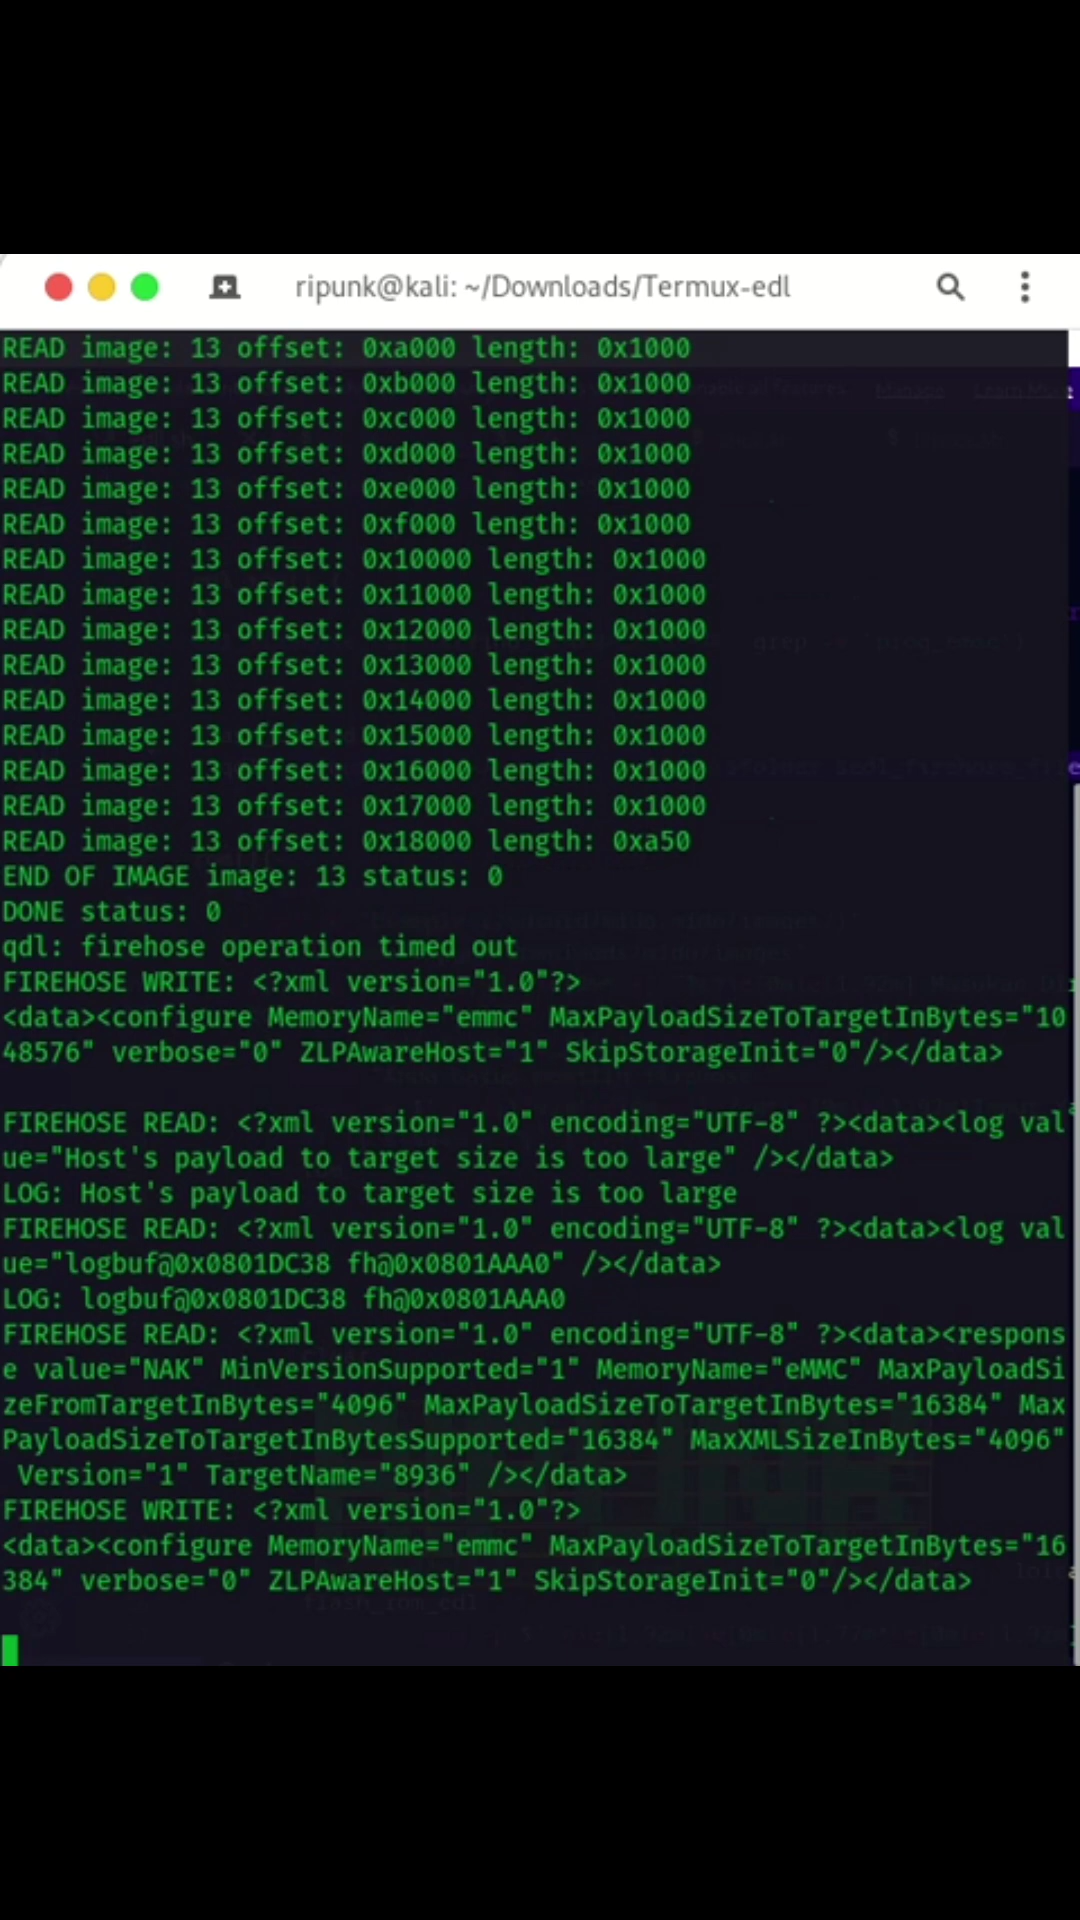 ripunk@kali: ~/Downloads/Termux-edl
READ image: 13 offset: 0xa000 length: 0x1000
READ image: 13 offset: 0xb000 length: 0x1000
READ image: 13 offset: 0xc000 length: 0x1000
READ image: 13 offset: 0xd000 length: 0x1000
READ image: 13 offset: 0xe000 length: 0x1000
READ image: 13 offset: 0xf000 length: 0x1000
READ image: 13 offset: 0x10000 length: 0x1000
READ image: 13 offset: 0x11000 length: 0x1000
READ image: 13 offset: 0x12000 length: 0x1000
READ image: 13 offset: 0x13000 length: 0x1000
READ image: 13 offset: 0x14000 length: 0x1000
READ image: 13 offset: 0x15000 length: 0x1000
READ image: 13 offset: 0x16000 length: 0x1000
READ image: 13 offset: 0x17000 length: 0x1000
READ image: 13 offset: 0x18000 length: 0xa50
END OF IMAGE image: 13 status: 0
DONE status: 0
qdl: firehose operation timed out
FIREHOSE WRITE: <?xml version="1.0"?>
<data><configure MemoryName="emmc" MaxPayloadSizeToTargetInBytes="10
48576" verbose="0" ZLPAwareHost="1" SkipStorageInit="0"/></data>
FIREHOSE READ: <?xml version="1.0" encoding="UTF-8" ?><data><log val
ue="Host's payload to target size is too large" /></data>
LOG: Host's payload to target size is too large
FIREHOSE READ: <?xml version="1.0" encoding="UTF-8" ?><data><log val
ue="logbuf@0x0801DC38 fh@0x0801AAA0" /></data>
LOG: logbuf@0x0801DC38 fh@0x0801AAA0
FIREHOSE READ: <?xml version="1.0" encoding="UTF-8" ?><data><respons
e value="NAK" MinVersionSupported="1" MemoryName="eMMC" MaxPayloadSi
zeFromTargetInBytes="4096" MaxPayloadSizeToTargetInBytes="16384" Max
PayloadSizeToTargetInBytesSupported="16384" MaxXMLSizeInBytes="4096"
Version="1" TargetName="8936" /></data>
FIREHOSE WRITE: <?xml version="1.0"?>
<data><configure MemoryName="emmc" MaxPayloadSizeToTargetInBytes="16
384" verbose="0" ZLPAwareHost="1" SkipStorageInit="0"/></data>